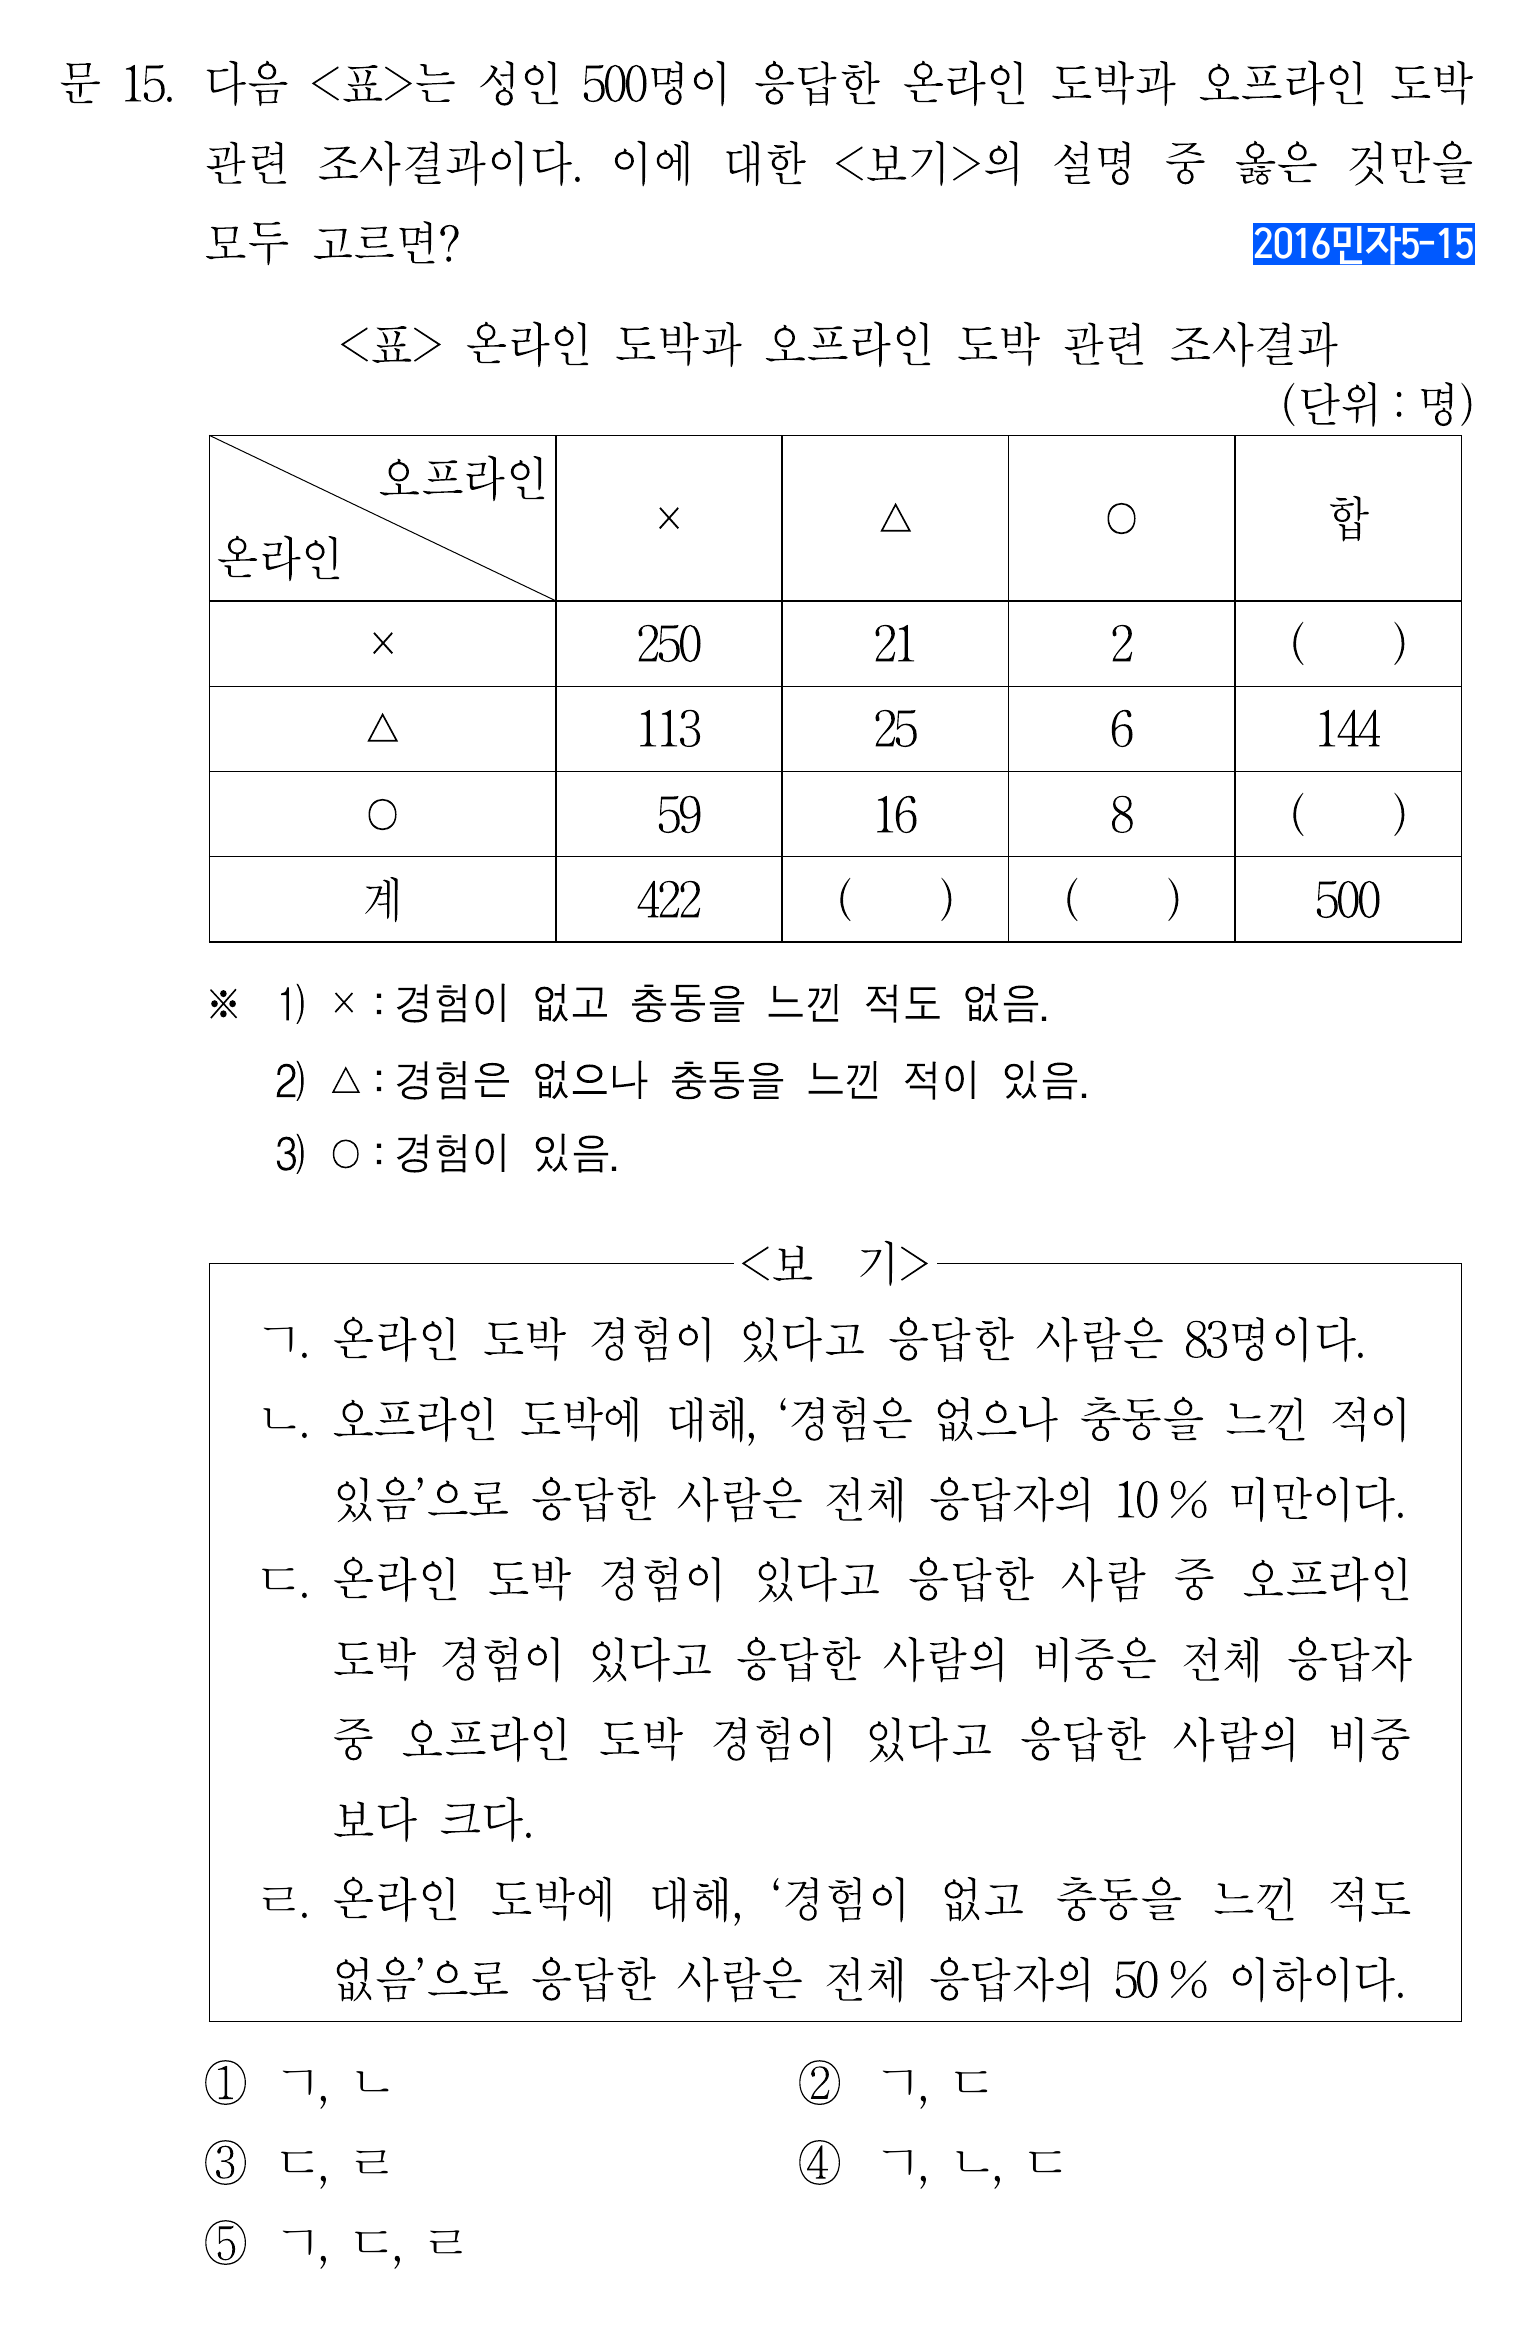 문 15. 다음 <표>는 성인 500명이 응답한 온라인 도박과 오프라인 도박
관련 조사결과이다. 이에 대한 <보기>의 설명 중 옳은 것만을
모두 고르면?
2016민자5-15
<표> 온라인 도박과 오프라인 도박 관련 조사결과
(단위 : 명)
오프라인
온라인
× △ ○ 합
× 250 21 2 (   )
△ 113 25 6 144
○ 59 16 8 (   )
계 422 (   ) (   ) 500
※ 1) × : 경험이 없고 충동을 느낀 적도 없음.
2) △ : 경험은 없으나 충동을 느낀 적이 있음.
3) ○ : 경험이 있음.
<보 기>
ㄱ. 온라인 도박 경험이 있다고 응답한 사람은 83명이다.
ㄴ. 오프라인 도박에 대해, ‘경험은 없으나 충동을 느낀 적이
있음’으로 응답한 사람은 전체 응답자의 10 % 미만이다.
ㄷ. 온라인 도박 경험이 있다고 응답한 사람 중 오프라인
도박 경험이 있다고 응답한 사람의 비중은 전체 응답자
중 오프라인 도박 경험이 있다고 응답한 사람의 비중
보다 크다.
ㄹ. 온라인 도박에 대해, ‘경험이 없고 충동을 느낀 적도
없음’으로 응답한 사람은 전체 응답자의 50 % 이하이다.
① ㄱ, ㄴ ② ㄱ, ㄷ
③ ㄷ, ㄹ ④ ㄱ, ㄴ, ㄷ
⑤ ㄱ, ㄷ, ㄹ